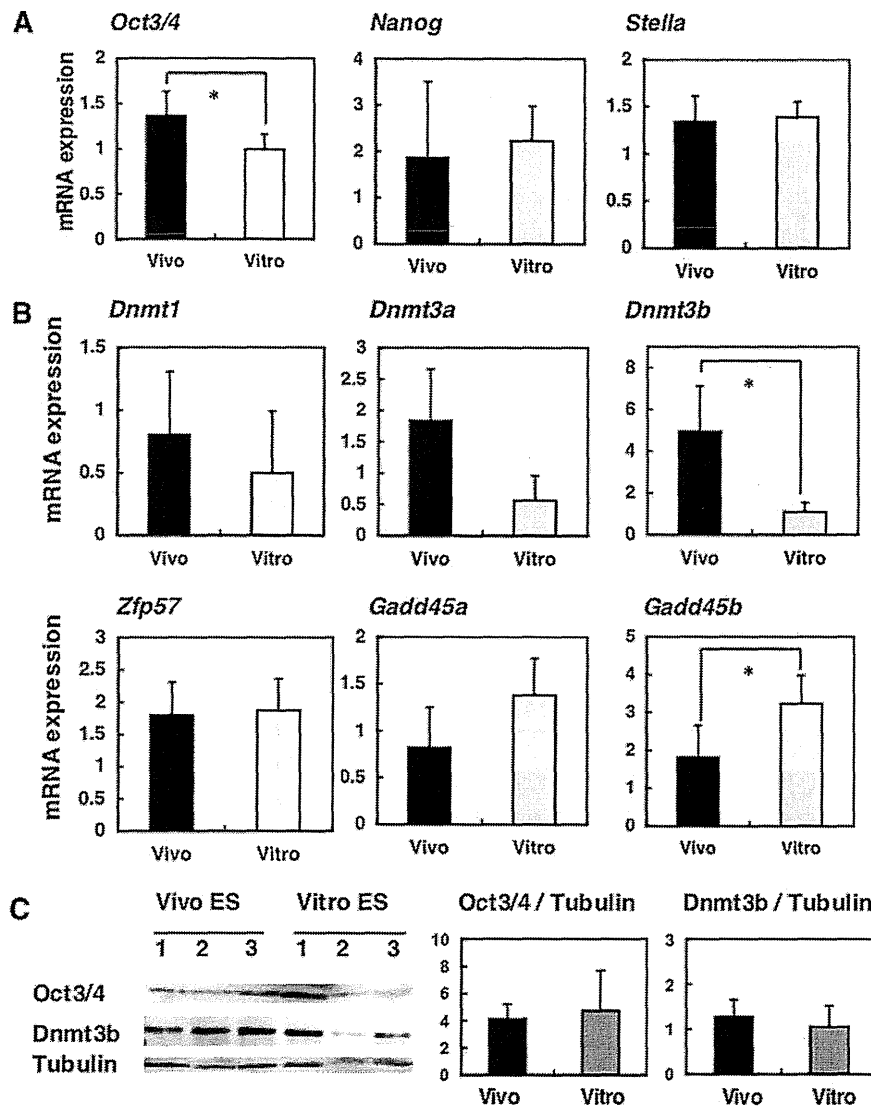 A
Oct3/4
Nanog
Stella
mRNA expression
2
1.5
1
0.5
0
*
Vivo
Vitro
4
3
2
1
0
Vivo
Vitro
2
1.5
1
0.5
0
Vivo
Vitro
B
Dnmt1
Dnmt3a
Dnmt3b
mRNA expression
1.5
1
0.5
0
Vivo
Vitro
3
2.5
2
1.5
1
0.5
0
Vivo
Vitro
8
6
4
2
0
*
Vivo
Vitro
Zfp57
Gadd45a
Gadd45b
mRNA expression
3
2.5
2
1.5
1
0.5
0
Vivo
Vitro
2
1.5
1
0.5
0
Vivo
Vitro
5
4
3
2
1
0
*
Vivo
Vitro
C
Vivo ES
Vitro ES
1 2 3 1 2 3
Oct3/4
Dnmt3b
Tubulin
Oct3/4 / Tubulin
10
8
6
4
2
0
Vivo
Vitro
Dnmt3b / Tubulin
3
2
1
0
Vivo
Vitro